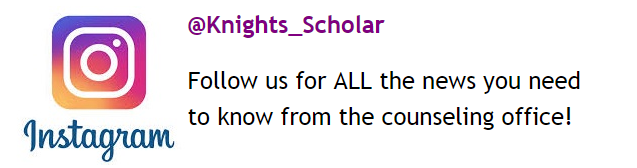 @Knights_Scholar
Follow us for ALL the news you need
to know from the counseling office!
Instagram